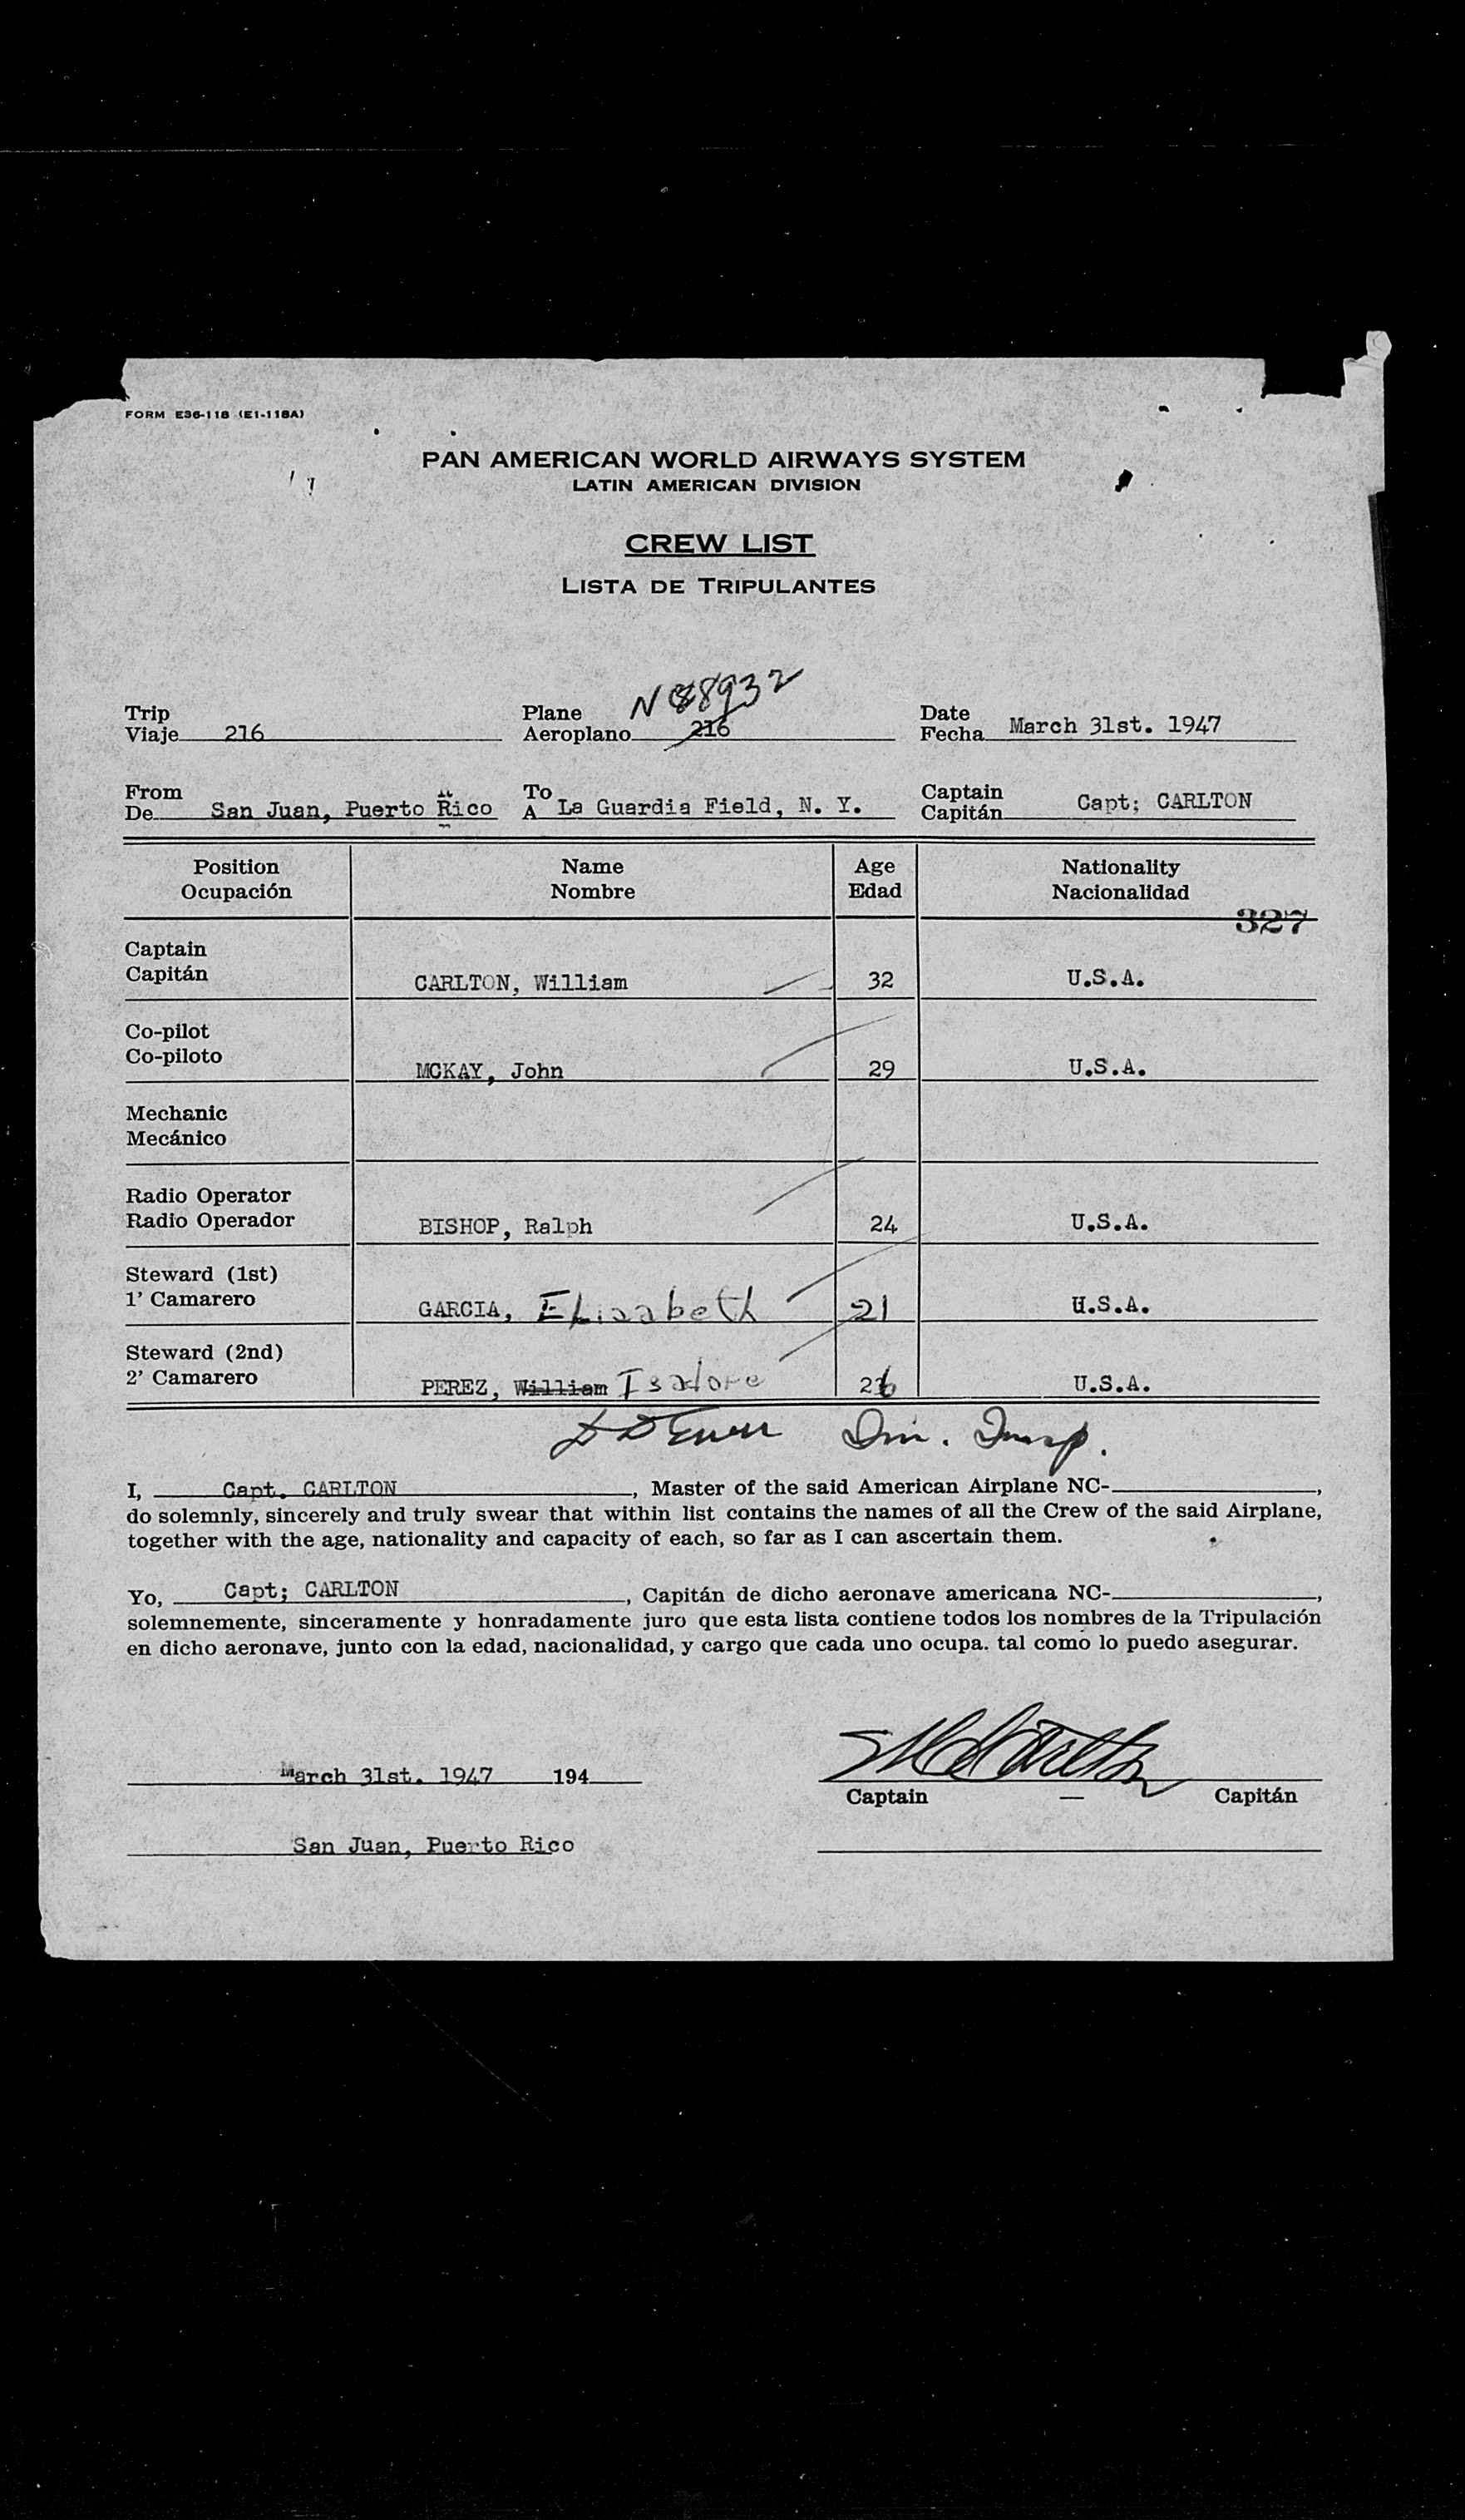 FORM E36-118 (E1-118A)
PAN AMERICAN WORLD AIRWAYS SYSTEM
LATIN AMERICAN DIVISION
CREW LIST
LISTA DE TRIPULANTES
N88932
Trip Plane Date
Viaje 216 Aeroplano 216 Fecha March 31st. 1947
From To Captain
De San Juan, Puerto Rico A La Guardia Field, N. Y. Capitán Capt; CARLTON
Position Name Age Nationality
Ocupación Nombre Edad Nacionalidad
327
Captain
Capitán CARLTON, William 32 U.S.A.
Co-pilot
Co-piloto MCKAY, John 29 U.S.A.
Mechanic
Mecánico
Radio Operator
Radio Operador BISHOP, Ralph 24 U.S.A.
Steward (1st)
1' Camarero GARCIA, Elizabeth 21 U.S.A.
Steward (2nd)
2' Camarero PEREZ, William Isadore 26 U.S.A.
I, Capt. CARLTON, Master of the said American Airplane NC-,
do solemnly, sincerely and truly swear that within list contains the names of all the Crew of the said Airplane,
together with the age, nationality and capacity of each, so far as I can ascertain them.
Yo, Capt; CARLTON, Capitán de dicho aeronave americana NC-,
solemnemente, sinceramente y honradamente juro que esta lista contiene todos los nombres de la Tripulación
en dicho aeronave, junto con la edad, nacionalidad, y cargo que cada uno ocupa. tal como lo puedo asegurar.
March 31st. 1947 194
Captain — Capitán
San Juan, Puerto Rico